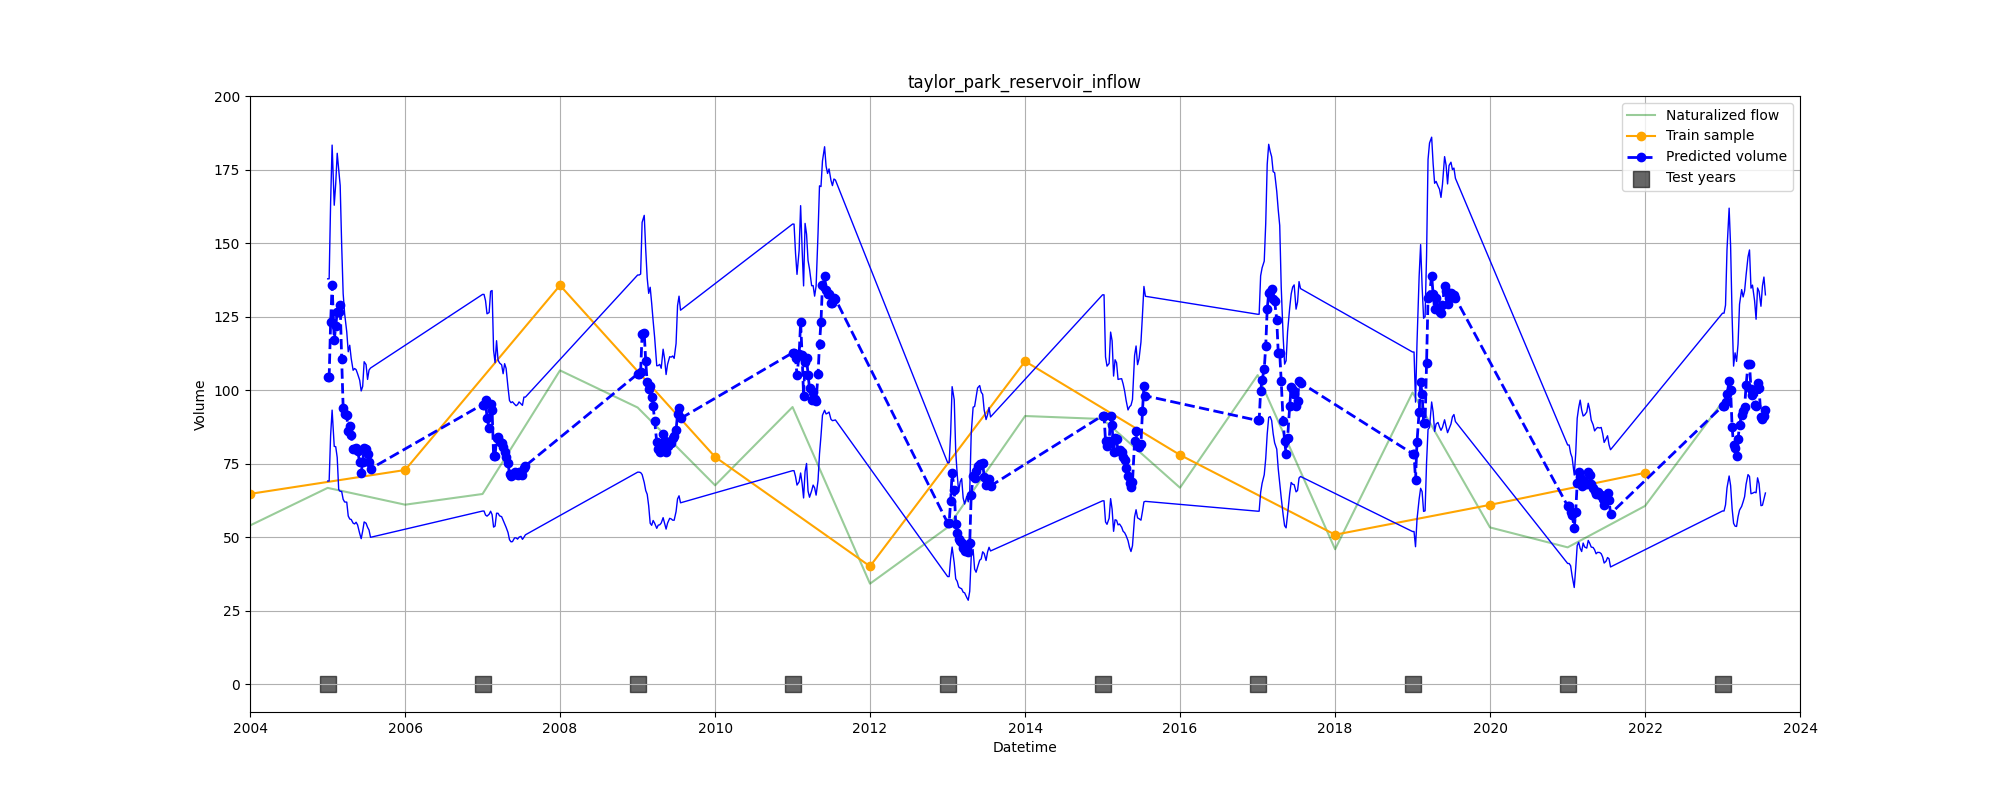 taylor_park_reservoir_inflow
200
175
150
125
100
75
50
25
0
Volume
Naturalized flow
Train sample
Predicted volume
Test years
2004 2006 2008 2010 2012 2014 2016 2018 2020 2022 2024
Datetime